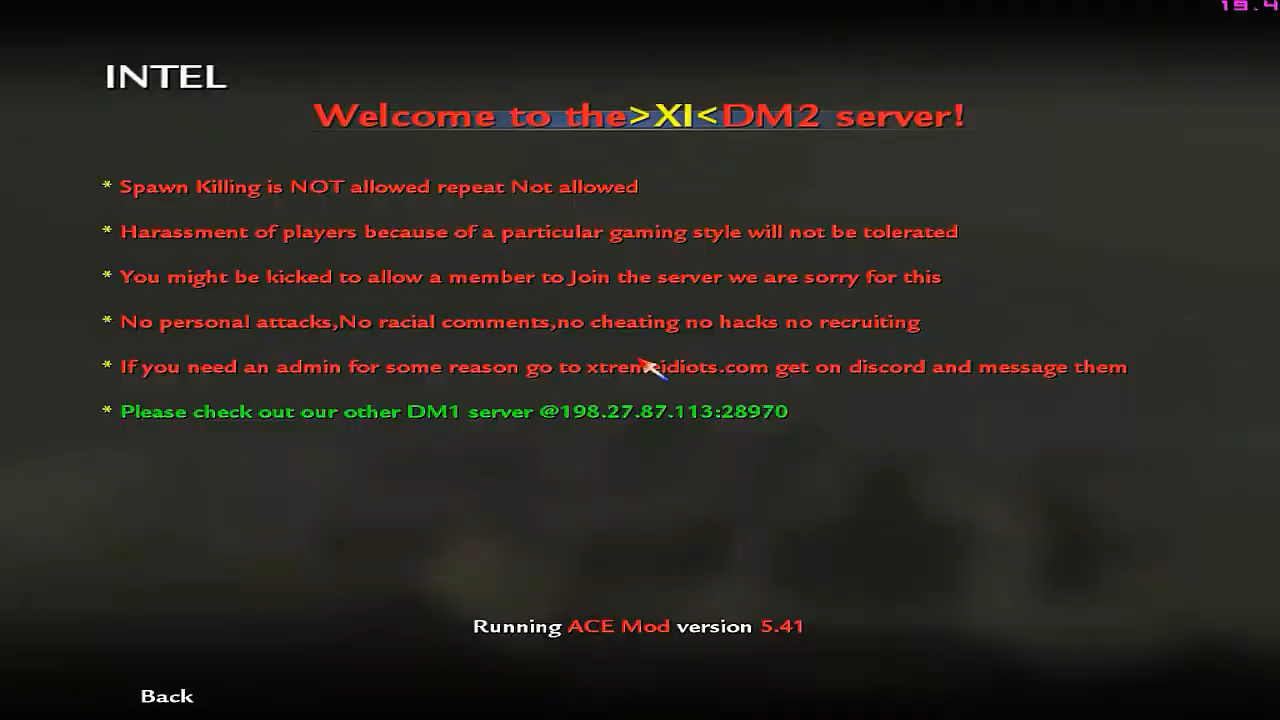 19.4
INTEL
Welcome to the>XI<DM2 server!
* Spawn Killing is NOT allowed repeat Not allowed
* Harassment of players because of a particular gaming style will not be tolerated
* You might be kicked to allow a member to Join the server we are sorry for this
* No personal attacks,No racial comments,no cheating no hacks no recruiting
* If you need an admin for some reason go to xtremeidiots.com get on discord and message them
* Please check out our other DM1 server @198.27.87.113:28970
Running ACE Mod version 5.41
Back